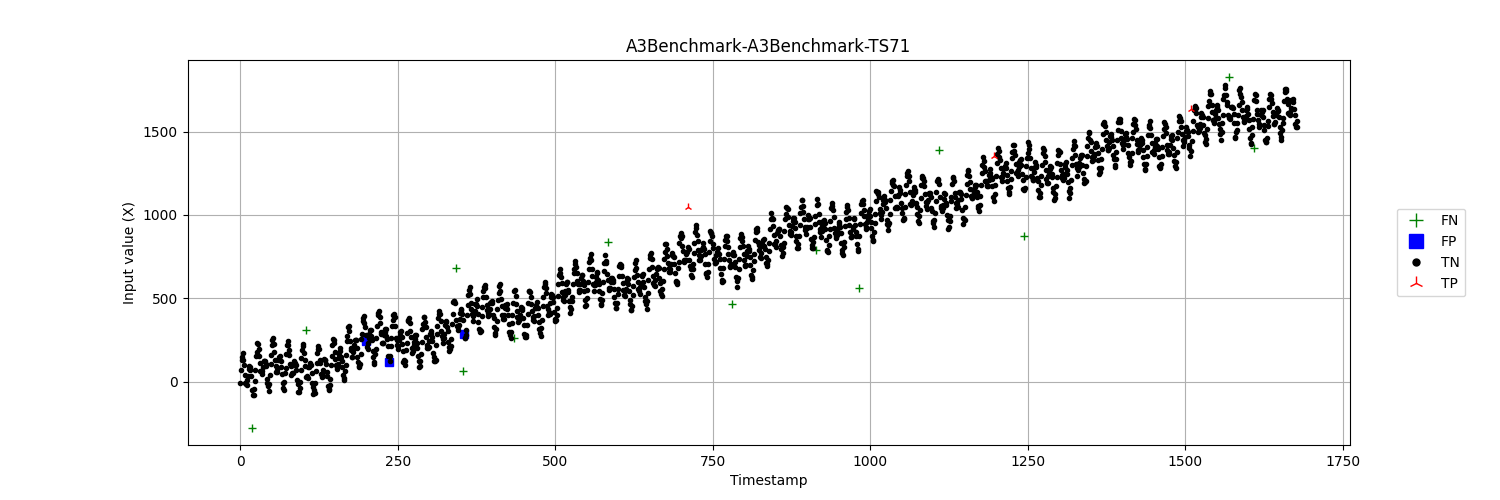 A3Benchmark-A3Benchmark-TS71
Input value (X)
1500
1000
500
0
0 250 500 750 1000 1250 1500 1750
Timestamp
FN
FP
TN
TP